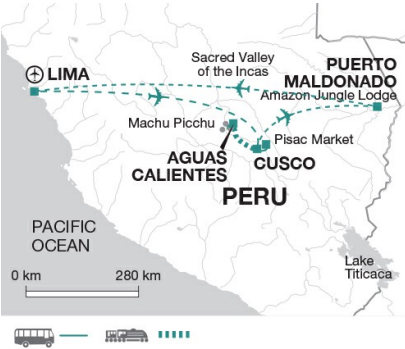 LIMA
Sacred Valley
of the Incas
PUERTO
MALDONADO
Amazon Jungle Lodge
Machu Picchu
Pisac Market
AGUAS
CALIENTES
CUSCO
PERU
PACIFIC
OCEAN
0 km
280 km
Lake
Titicaca